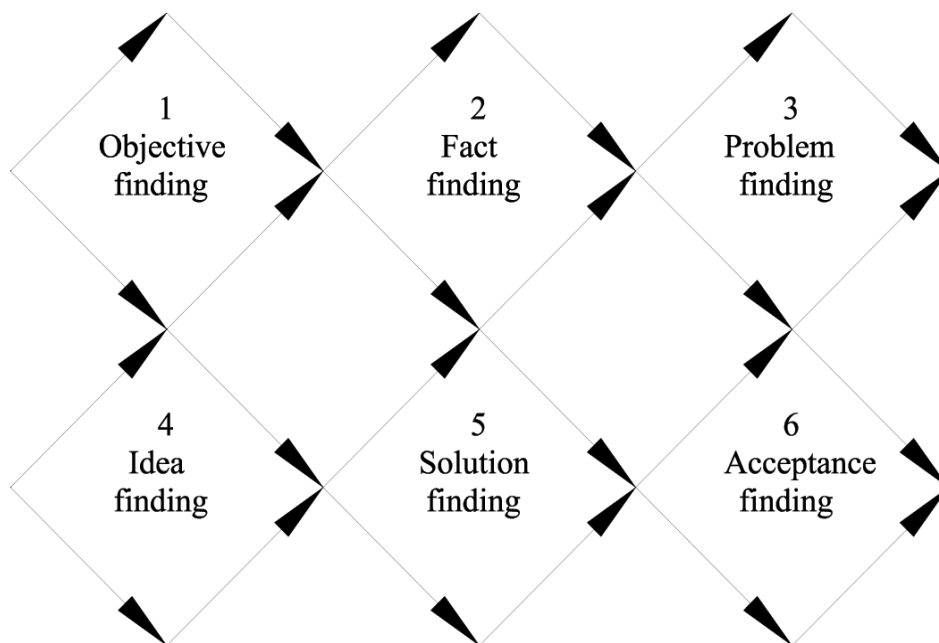 1
Objective
finding
2
Fact
finding
3
Problem
finding
4
Idea
finding
5
Solution
finding
6
Acceptance
finding